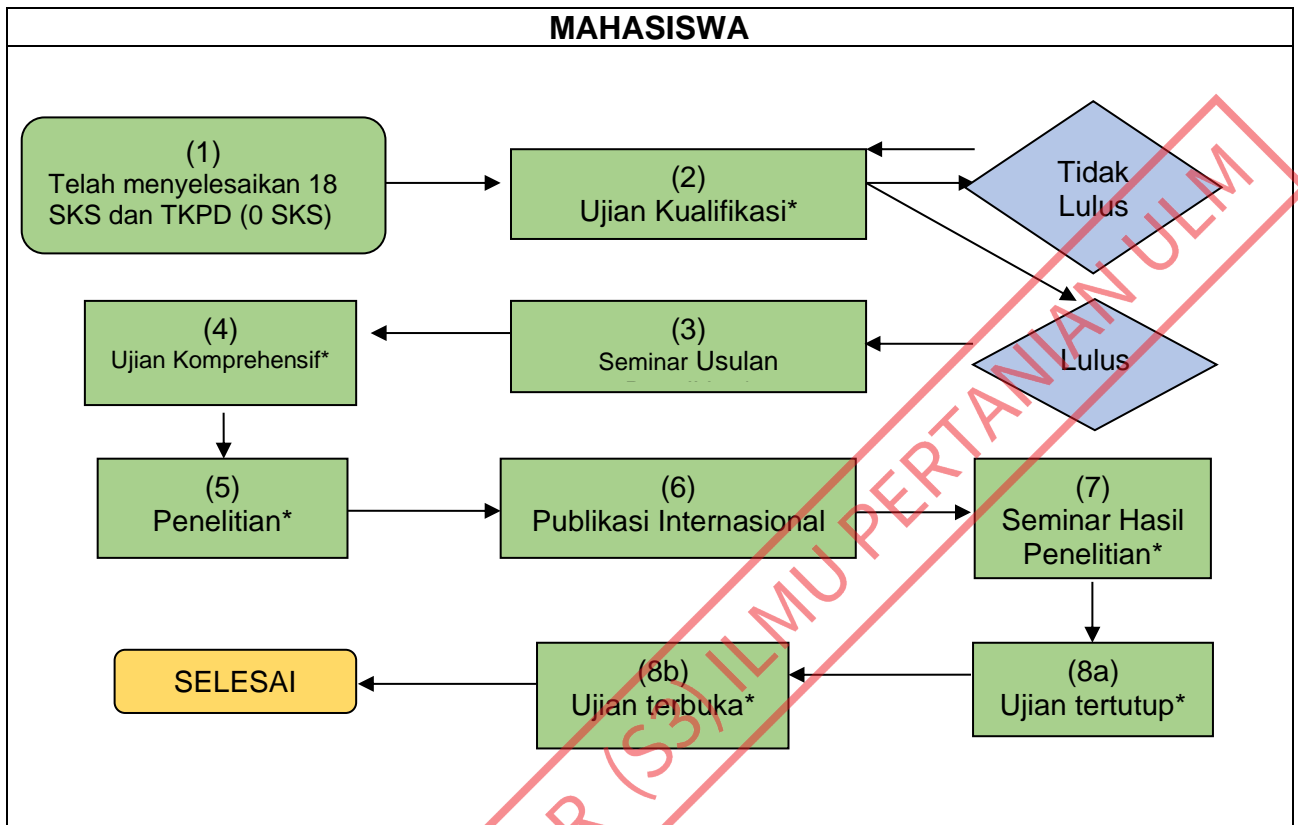 MAHASISWA
(1)
Telah menyelesaikan 18
SKS dan TKPD (0 SKS)
(2)
Ujian Kualifikasi*
Tidak
Lulus
(4)
Ujian Komprehensif*
(3)
Seminar Usulan
Lulus
(5)
Penelitian*
(6)
Publikasi Internasional
(7)
Seminar Hasil
Penelitian*
SELESAI
(8b)
Ujian terbuka*
(8a)
Ujian tertutup*
R (S3) ILMU PERTANIAN ULM